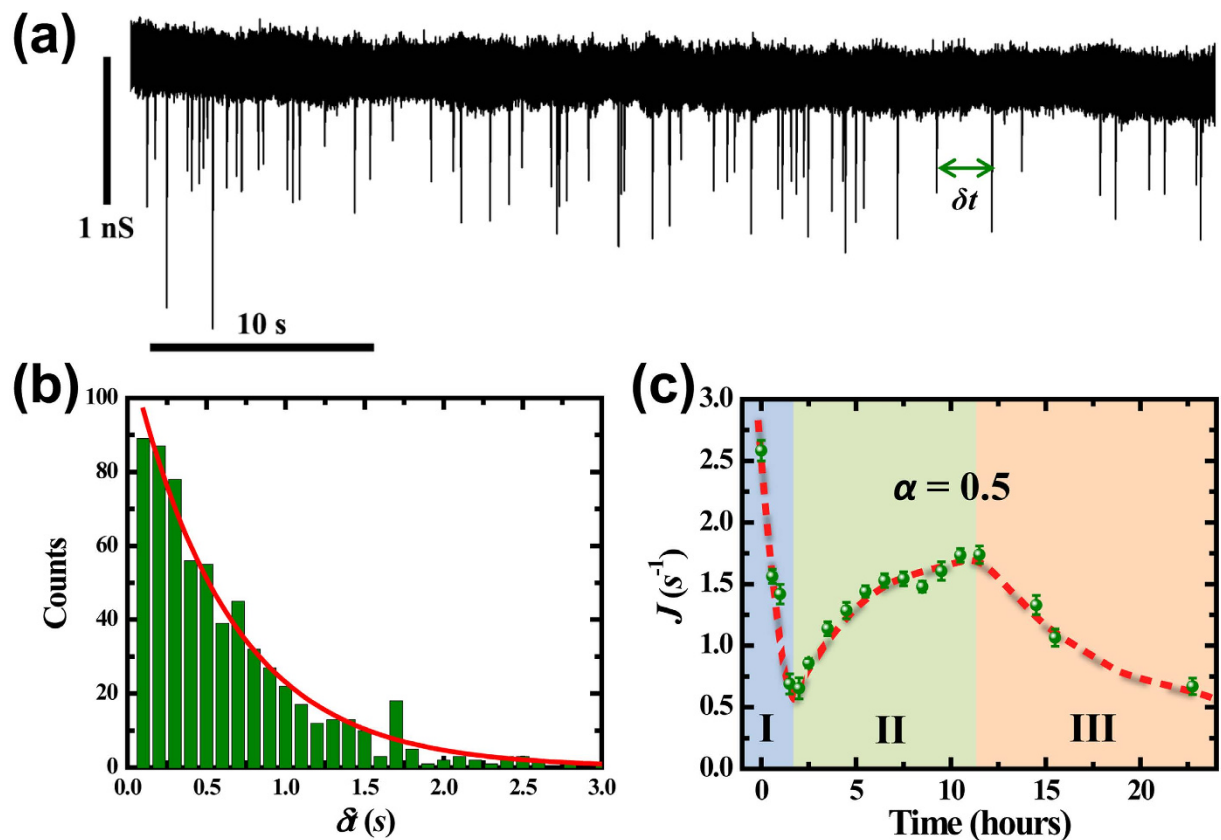 (a)
1 nS
δt
10 s
(b)
100
80
60
40
20
0
Counts
0.0 0.5 1.0 1.5 2.0 2.5 3.0
δt (s)
(c)
3.0
2.5
2.0
1.5
1.0
0.5
0.0
J (s⁻¹)
α = 0.5
I II III
0 5 10 15 20
Time (hours)